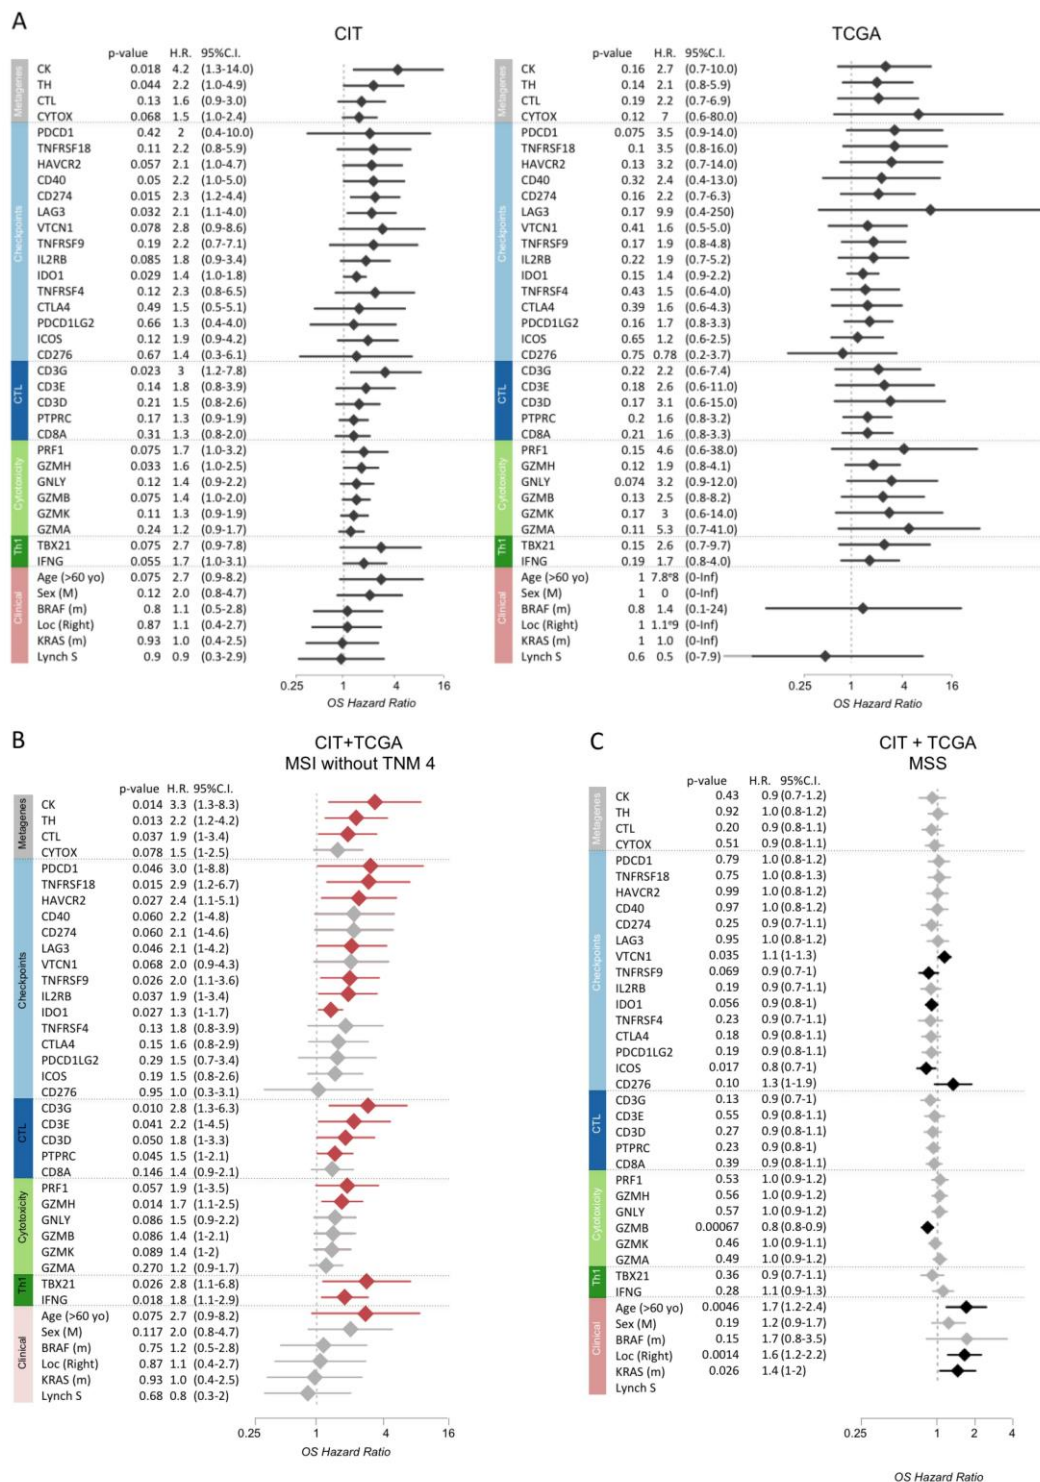 A
CIT
TCGA
p-value H.R. 95%C.I.
Metagenes
CK 0.018 4.2 (1.3-14.0)
TH 0.044 2.2 (1.0-4.9)
CTL 0.13 1.6 (0.9-3.0)
CYTOX 0.068 1.5 (1.0-2.4)
Checkpoints
PDCD1 0.42 2 (0.4-10.0)
TNFRSF18 0.11 2.2 (0.8-5.9)
HAVCR2 0.057 2.1 (1.0-4.7)
CD40 0.05 2.2 (1.0-5.0)
CD274 0.015 2.3 (1.2-4.4)
LAG3 0.032 2.1 (1.1-4.0)
VTCN1 0.078 2.8 (0.9-8.6)
TNFRSF9 0.19 2.2 (0.7-7.1)
IL2RB 0.085 1.8 (0.9-3.4)
IDO1 0.029 1.4 (1.0-1.8)
TNFRSF4 0.12 2.3 (0.8-6.5)
CTLA4 0.49 1.5 (0.5-5.1)
PDCD1LG2 0.66 1.3 (0.4-4.0)
ICOS 0.12 1.9 (0.9-4.2)
CD276 0.67 1.4 (0.3-6.1)
CTL
CD3G 0.023 3 (1.2-7.8)
CD3E 0.14 1.8 (0.8-3.9)
CD3D 0.21 1.5 (0.8-2.6)
PTPRC 0.17 1.3 (0.9-1.9)
CD8A 0.31 1.3 (0.8-2.0)
Cytotoxicity
PRF1 0.075 1.7 (1.0-3.2)
GZMH 0.033 1.6 (1.0-2.5)
GNLY 0.12 1.4 (0.9-2.2)
GZMB 0.075 1.4 (1.0-2.0)
GZMK 0.11 1.3 (0.9-1.9)
GZMA 0.24 1.2 (0.9-1.7)
Th1
TBX21 0.075 2.7 (0.9-7.8)
IFNG 0.055 1.7 (1.0-3.1)
Clinical
Age (>60 yo) 0.075 2.7 (0.9-8.2)
Sex (M) 0.12 2.0 (0.8-4.7)
BRAF (m) 0.8 1.1 (0.5-2.8)
Loc (Right) 0.87 1.1 (0.4-2.7)
KRAS (m) 0.93 1.0 (0.4-2.5)
Lynch S 0.9 0.9 (0.3-2.9)
0.25 1 4 16
OS Hazard Ratio
p-value H.R. 95%C.I.
Metagenes
CK 0.16 2.7 (0.7-10.0)
TH 0.14 2.1 (0.8-5.9)
CTL 0.19 2.2 (0.7-6.9)
CYTOX 0.12 7 (0.6-80.0)
Checkpoints
PDCD1 0.075 3.5 (0.9-14.0)
TNFRSF18 0.1 3.5 (0.8-16.0)
HAVCR2 0.13 3.2 (0.7-14.0)
CD40 0.32 2.4 (0.4-13.0)
CD274 0.16 2.2 (0.7-6.3)
LAG3 0.17 9.9 (0.4-250)
VTCN1 0.41 1.6 (0.5-5.0)
TNFRSF9 0.17 1.9 (0.8-4.8)
IL2RB 0.22 1.9 (0.7-5.2)
IDO1 0.15 1.4 (0.9-2.2)
TNFRSF4 0.43 1.5 (0.6-4.0)
CTLA4 0.39 1.6 (0.6-4.3)
PDCD1LG2 0.16 1.7 (0.8-3.3)
ICOS 0.65 1.2 (0.6-2.5)
CD276 0.75 0.78 (0.2-3.7)
CTL
CD3G 0.22 2.2 (0.6-7.4)
CD3E 0.18 2.6 (0.6-11.0)
CD3D 0.17 3.1 (0.6-15.0)
PTPRC 0.2 1.6 (0.8-3.2)
CD8A 0.21 1.6 (0.8-3.3)
Cytotoxicity
PRF1 0.15 4.6 (0.6-38.0)
GZMH 0.12 1.9 (0.8-4.1)
GNLY 0.074 3.2 (0.9-12.0)
GZMB 0.13 2.5 (0.8-8.2)
GZMK 0.17 3 (0.6-14.0)
GZMA 0.11 5.3 (0.7-41.0)
Th1
TBX21 0.15 2.6 (0.7-9.7)
IFNG 0.19 1.7 (0.8-4.0)
Clinical
Age (>60 yo) 1 7.8e8 (0-Inf)
Sex (M) 1 0 (0-Inf)
BRAF (m) 0.8 1.4 (0.1-24)
Loc (Right) 1 1.1e9 (0-Inf)
KRAS (m) 1 1.0 (0-Inf)
Lynch S 0.6 0.5 (0-7.9)
0.25 1 4 16
OS Hazard Ratio
B
CIT+TCGA
MSI without TNM 4
p-value H.R. 95%C.I.
Metagenes
CK 0.014 3.3 (1.3-8.3)
TH 0.013 2.2 (1.2-4.2)
CTL 0.037 1.9 (1-3.4)
CYTOX 0.078 1.5 (1-2.5)
Checkpoints
PDCD1 0.046 3.0 (1-8.8)
TNFRSF18 0.015 2.9 (1.2-6.7)
HAVCR2 0.027 2.4 (1.1-5.1)
CD40 0.060 2.2 (1-4.8)
CD274 0.060 2.1 (1-4.6)
LAG3 0.046 2.1 (1-4.2)
VTCN1 0.068 2.0 (0.9-4.3)
TNFRSF9 0.026 2.0 (1.1-3.6)
IL2RB 0.037 1.9 (1-3.4)
IDO1 0.027 1.3 (1-1.7)
TNFRSF4 0.13 1.8 (0.8-3.9)
CTLA4 0.15 1.6 (0.8-2.9)
PDCD1LG2 0.29 1.5 (0.7-3.4)
ICOS 0.19 1.5 (0.8-2.6)
CD276 0.95 1.0 (0.3-3.1)
CTL
CD3G 0.010 2.8 (1.3-6.3)
CD3E 0.041 2.2 (1-4.5)
CD3D 0.050 1.8 (1-3.3)
PTPRC 0.045 1.5 (1-2.1)
CD8A 0.146 1.4 (0.9-2.1)
Cytotoxicity
PRF1 0.057 1.9 (1-3.5)
GZMH 0.014 1.7 (1.1-2.5)
GNLY 0.086 1.5 (0.9-2.2)
GZMB 0.086 1.4 (1-2.1)
GZMK 0.089 1.4 (1-2)
GZMA 0.270 1.2 (0.9-1.7)
Th1
TBX21 0.026 2.8 (1.1-6.8)
IFNG 0.018 1.8 (1.1-2.9)
Clinical
Age (>60 yo) 0.075 2.7 (0.9-8.2)
Sex (M) 0.117 2.0 (0.8-4.7)
BRAF (m) 0.75 1.2 (0.5-2.8)
Loc (Right) 0.87 1.1 (0.4-2.7)
KRAS (m) 0.93 1.0 (0.4-2.5)
Lynch S 0.68 0.8 (0.3-2)
0.25 1 4 16
OS Hazard Ratio
C
CIT + TCGA
MSS
p-value H.R. 95%C.I.
Metagenes
CK 0.43 0.9 (0.7-1.2)
TH 0.92 1.0 (0.8-1.2)
CTL 0.20 0.9 (0.8-1.1)
CYTOX 0.51 0.9 (0.8-1.1)
Checkpoints
PDCD1 0.79 1.0 (0.8-1.2)
TNFRSF18 0.75 1.0 (0.8-1.3)
HAVCR2 0.99 1.0 (0.8-1.2)
CD40 0.97 1.0 (0.8-1.2)
CD274 0.25 0.9 (0.7-1.1)
LAG3 0.95 1.0 (0.8-1.2)
VTCN1 0.035 1.1 (1-1.3)
TNFRSF9 0.069 0.9 (0.7-1)
IL2RB 0.19 0.9 (0.7-1.1)
IDO1 0.056 0.9 (0.8-1)
TNFRSF4 0.23 0.9 (0.7-1.1)
CTLA4 0.18 0.9 (0.8-1.1)
PDCD1LG2 0.19 0.9 (0.8-1.1)
ICOS 0.017 0.8 (0.7-1)
CD276 0.10 1.3 (1-1.9)
CTL
CD3G 0.13 0.9 (0.7-1)
CD3E 0.55 0.9 (0.8-1.1)
CD3D 0.27 0.9 (0.8-1.1)
PTPRC 0.23 0.9 (0.8-1)
CD8A 0.39 0.9 (0.8-1.1)
Cytotoxicity
PRF1 0.53 1.0 (0.9-1.2)
GZMH 0.56 1.0 (0.9-1.2)
GNLY 0.57 1.0 (0.9-1.2)
GZMB 0.00067 0.8 (0.8-0.9)
GZMK 0.46 1.0 (0.9-1.1)
GZMA 0.49 1.0 (0.9-1.2)
Th1
TBX21 0.36 0.9 (0.7-1.1)
IFNG 0.28 1.1 (0.9-1.3)
Clinical
Age (>60 yo) 0.0046 1.7 (1.2-2.4)
Sex (M) 0.19 1.2 (0.9-1.7)
BRAF (m) 0.15 1.7 (0.8-3.5)
Loc (Right) 0.0014 1.6 (1.2-2.2)
KRAS (m) 0.026 1.4 (1-2)
Lynch S
0.25 1 2 4
OS Hazard Ratio